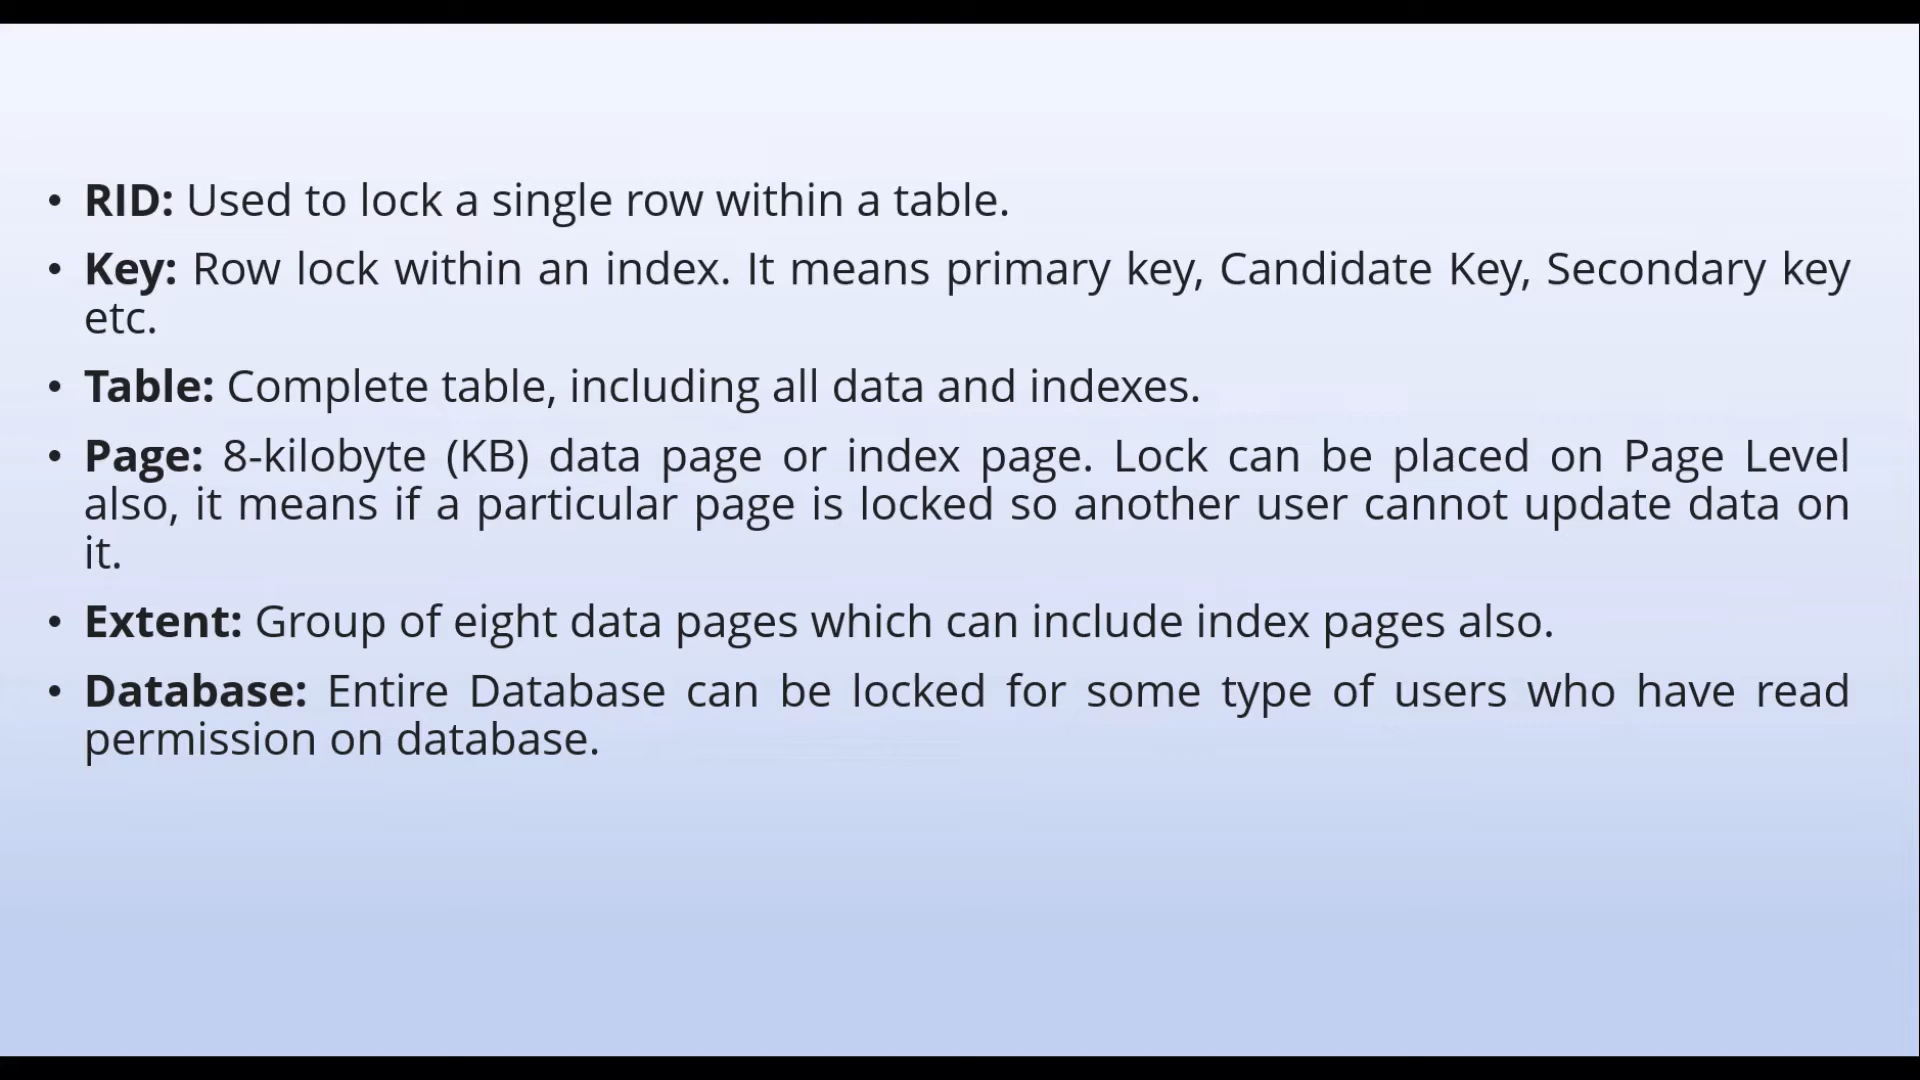 • RID: Used to lock a single row within a table.
• Key: Row lock within an index. It means primary key, Candidate Key, Secondary key
etc.
• Table: Complete table, including all data and indexes.
• Page: 8-kilobyte (KB) data page or index page. Lock can be placed on Page Level
also, it means if a particular page is locked so another user cannot update data on
it.
• Extent: Group of eight data pages which can include index pages also.
• Database: Entire Database can be locked for some type of users who have read
permission on database.